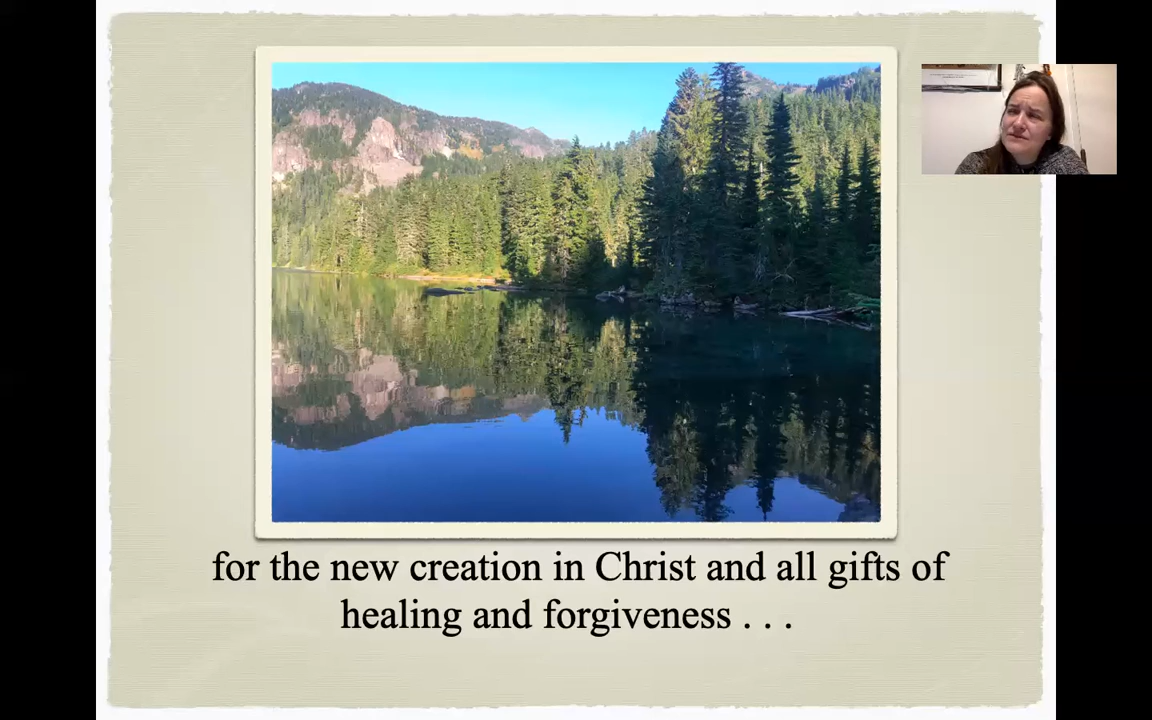 for the new creation in Christ and all gifts of
healing and forgiveness . . .